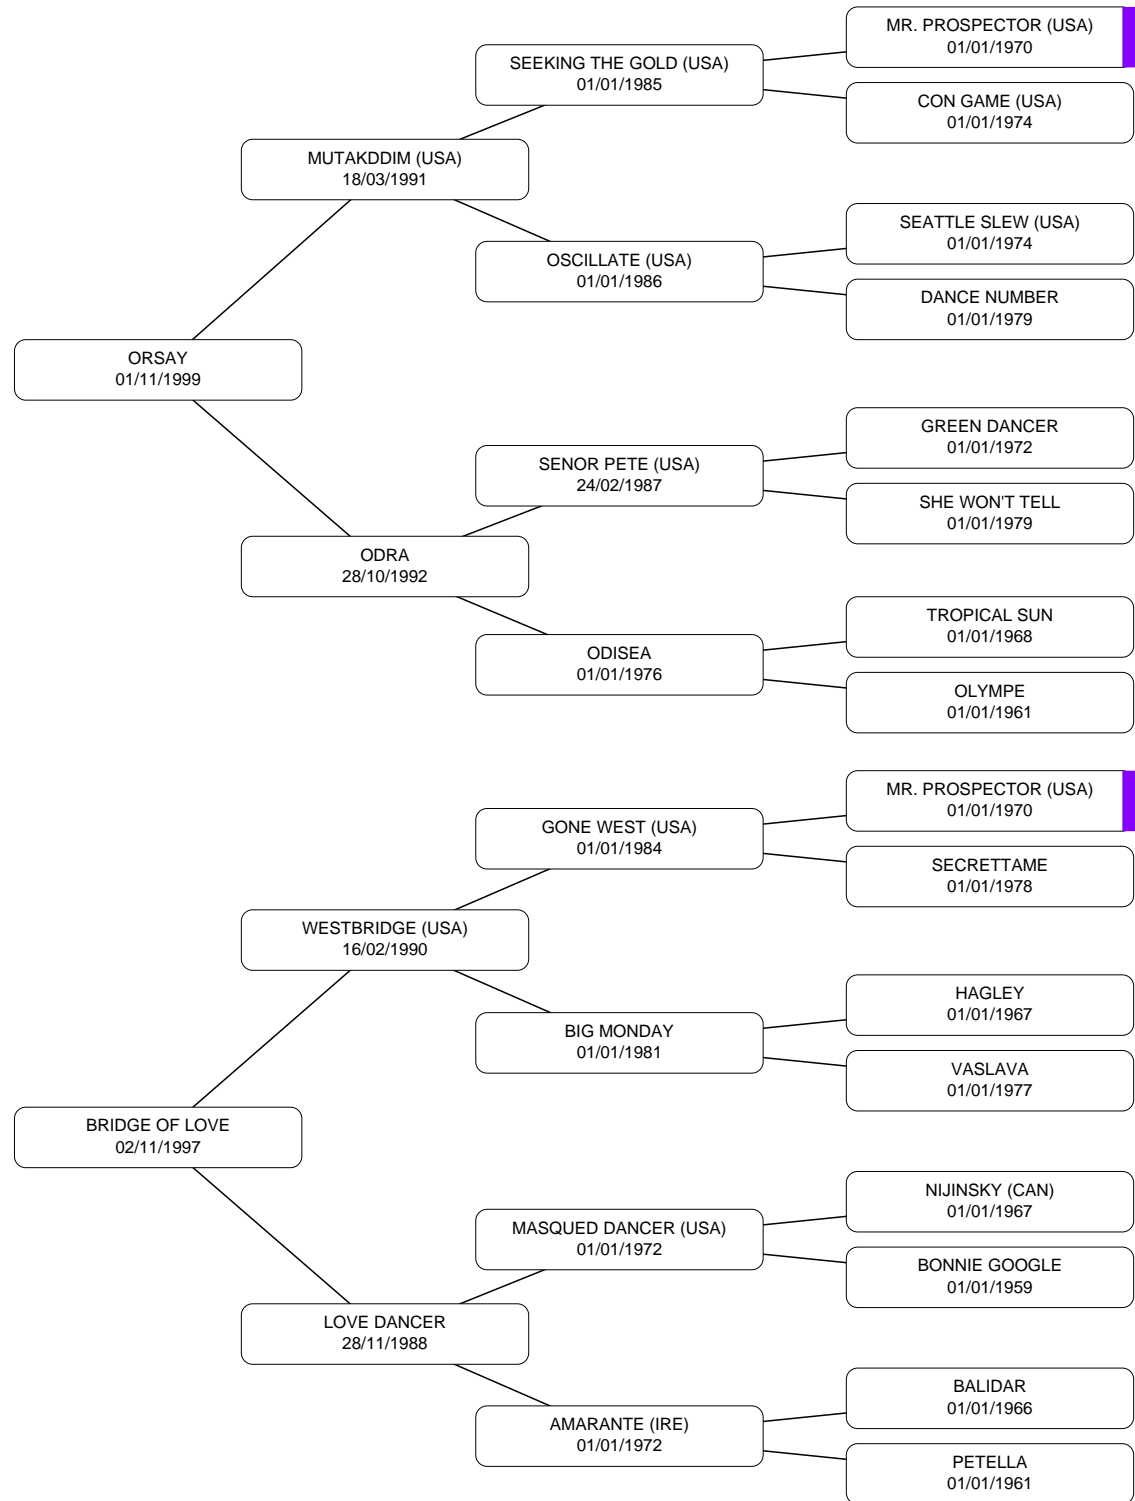 MR. PROSPECTOR (USA)
01/01/1970
SEEKING THE GOLD (USA)
01/01/1985
CON GAME (USA)
01/01/1974
MUTAKDDIM (USA)
18/03/1991
SEATTLE SLEW (USA)
01/01/1974
OSCILLATE (USA)
01/01/1986
DANCE NUMBER
01/01/1979
ORSAY
01/11/1999
GREEN DANCER
01/01/1972
SENOR PETE (USA)
24/02/1987
SHE WON'T TELL
01/01/1979
ODRA
28/10/1992
TROPICAL SUN
01/01/1968
ODISEA
01/01/1976
OLYMPE
01/01/1961
MR. PROSPECTOR (USA)
01/01/1970
GONE WEST (USA)
01/01/1984
SECRETTAME
01/01/1978
WESTBRIDGE (USA)
16/02/1990
HAGLEY
01/01/1967
BIG MONDAY
01/01/1981
VASLAVA
01/01/1977
BRIDGE OF LOVE
02/11/1997
NIJINSKY (CAN)
01/01/1967
MASQUED DANCER (USA)
01/01/1972
BONNIE GOOGLE
01/01/1959
LOVE DANCER
28/11/1988
BALIDAR
01/01/1966
AMARANTE (IRE)
01/01/1972
PETELLA
01/01/1961